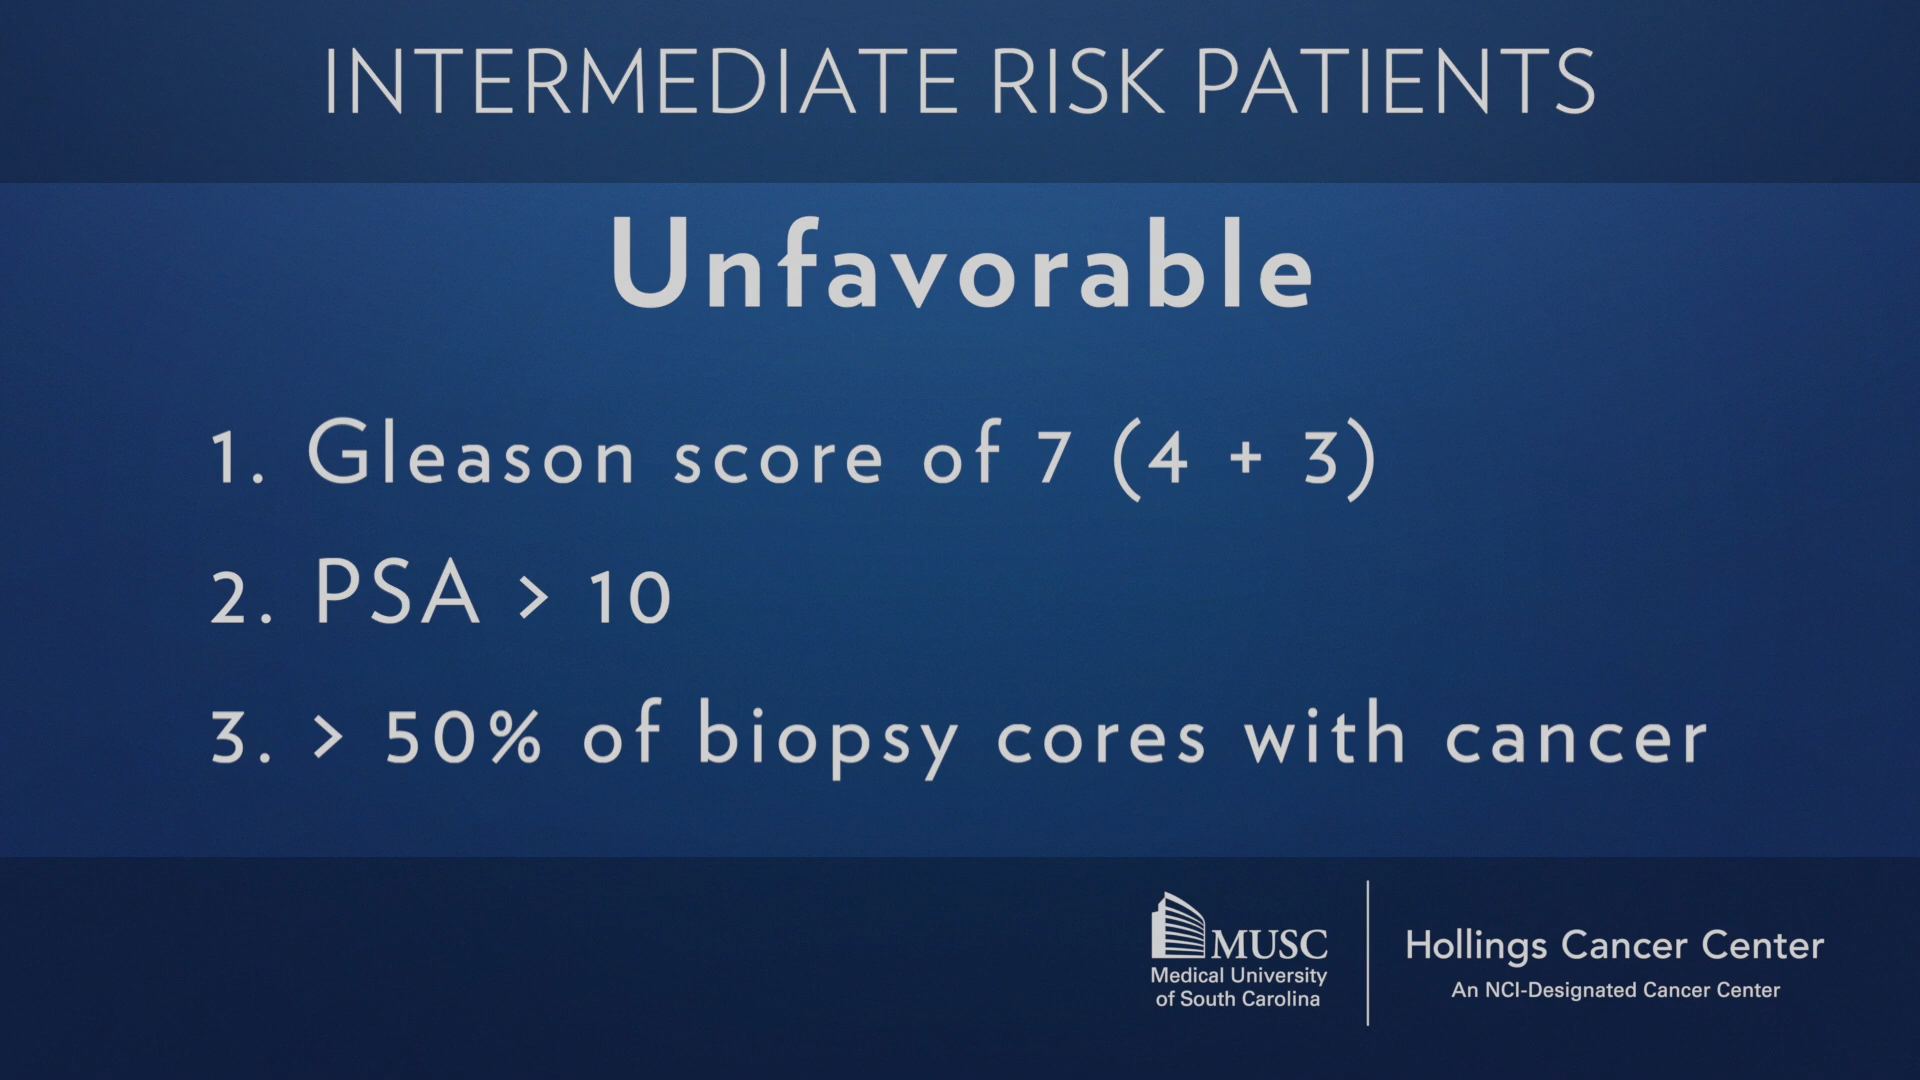 INTERMEDIATE RISK PATIENTS
Unfavorable
1. Gleason score of 7 (4 + 3)
2. PSA > 10
3. > 50% of biopsy cores with cancer
MUSC
Medical University
of South Carolina
Hollings Cancer Center
An NCI-Designated Cancer Center